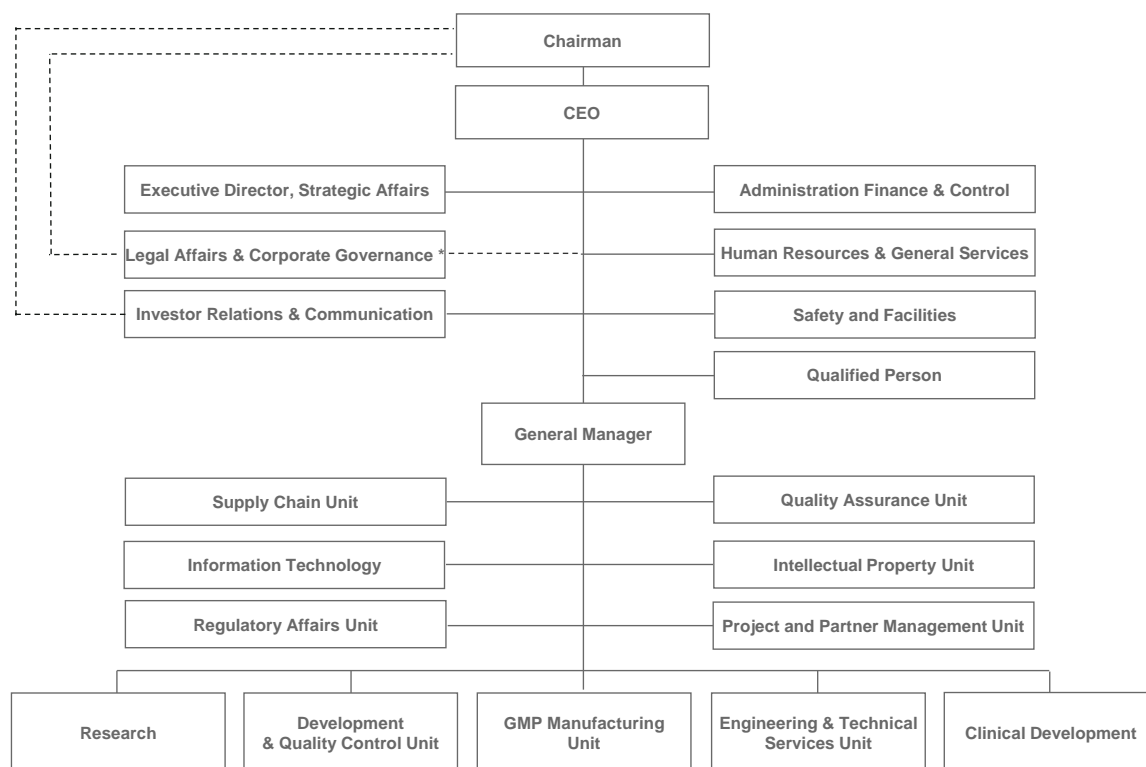 Chairman
CEO
Executive Director, Strategic Affairs
Administration Finance & Control
Legal Affairs & Corporate Governance *
Human Resources & General Services
Investor Relations & Communication
Safety and Facilities
Qualified Person
General Manager
Supply Chain Unit
Quality Assurance Unit
Information Technology
Intellectual Property Unit
Regulatory Affairs Unit
Project and Partner Management Unit
Research
Development
& Quality Control Unit
GMP Manufacturing
Unit
Engineering & Technical
Services Unit
Clinical Development